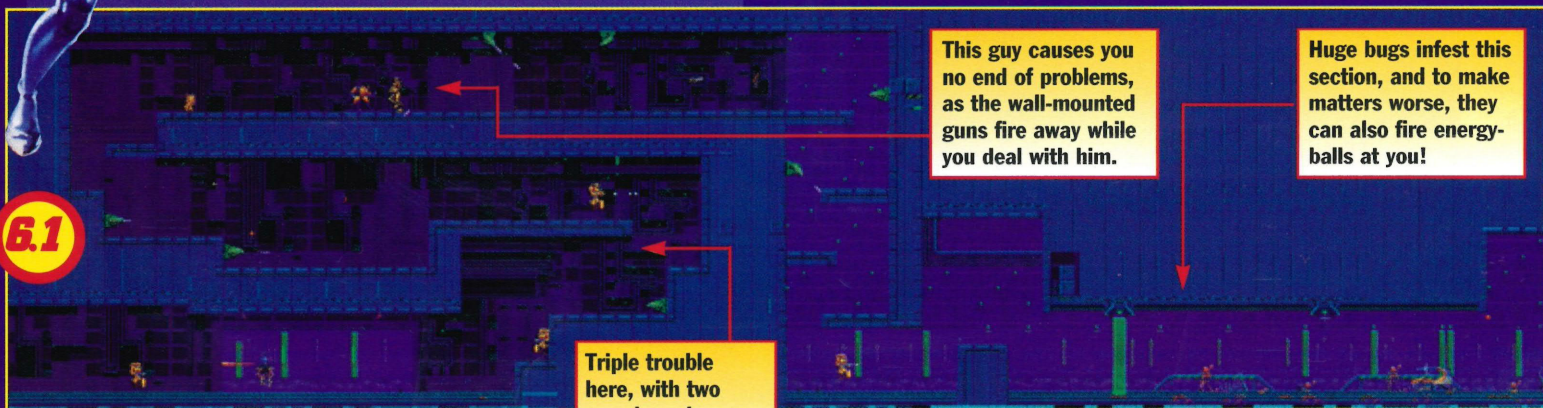 This guy causes you
no end of problems,
as the wall-mounted
guns fire away while
you deal with him.
Huge bugs infest this
section, and to make
matters worse, they
can also fire energy-
balls at you!
6.1
Triple trouble
here, with two